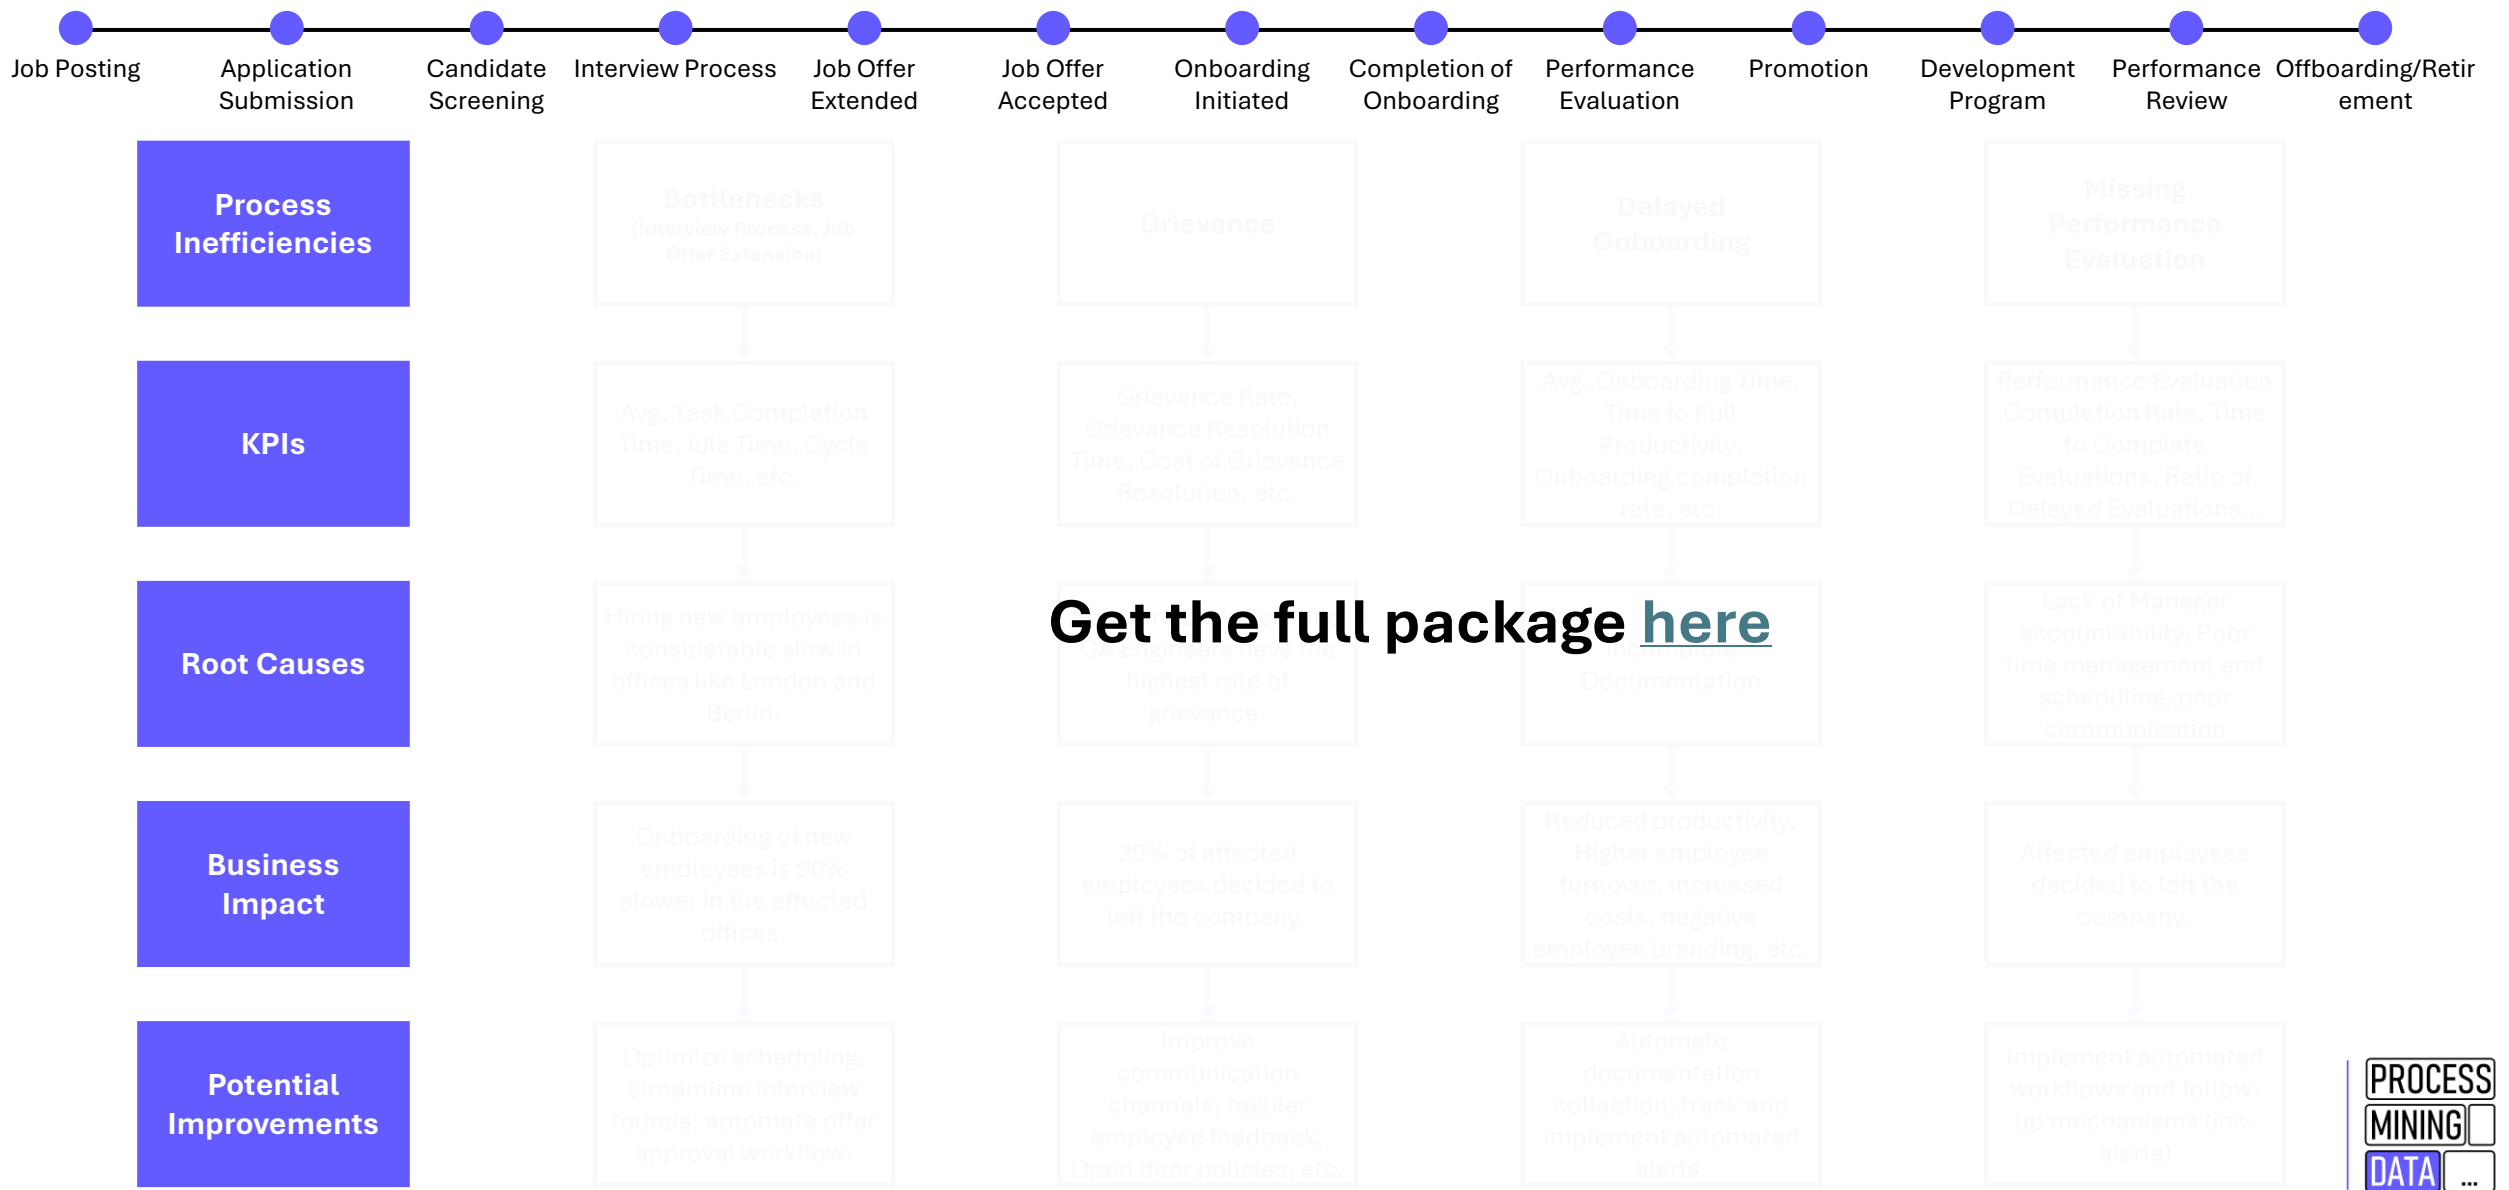 Job Posting
Application
Submission
Candidate
Screening
Interview Process
Job Offer
Extended
Job Offer
Accepted
Onboarding
Initiated
Completion of
Onboarding
Performance
Evaluation
Promotion
Development
Program
Performance
Review
Offboarding/Retir
ement
Process
Inefficiencies
Bottlenecks
(Interview Process, Job
Offer Extension)
Grievance
Delayed
Onboarding
Missing
Performance
Evaluation
KPIs
Avg. Task Completion
Time, Idle Time, Cycle
Time, etc.
Grievance Rate,
Grievance Resolution
Time, Cost of Grievance
Resolution, etc.
Avg. Onboarding Time,
Time to Full
Productivity,
Onboarding completion
rate, etc.
Performance Evaluation
Completion Rate, Time
to Complete
Evaluations, Ratio of
Delayed Evaluations...
Root Causes
Hiring new employees is
considerable slow in
offices like London and
Berlin.
Get the full package here
QA Engineers have the
highest rate of
grievance.
Incomplete
Documentation
Lack of Manager
accountability, Poor
time management and
scheduling, poor
communication
Business
Impact
Onboarding of new
employees is 90%
slower in the affected
offices.
20% of affected
employees decided to
left the company.
Reduced productivity,
Higher employee
turnover, increased
costs, negative
employee branding, etc.
Affected employees
decided to left the
company.
Potential
Improvements
Optimize scheduling,
streamline interview
rounds, automate offer
approval workflow.
Improve
communication
channels, regular
employee feedback,
Open door policies, etc.
Automate
documentation
collection, track and
implement automated
alerts.
Implement automated
workflows and follow-
up mechanisms (inc.
alerts)
PROCESS
MINING
DATA ...